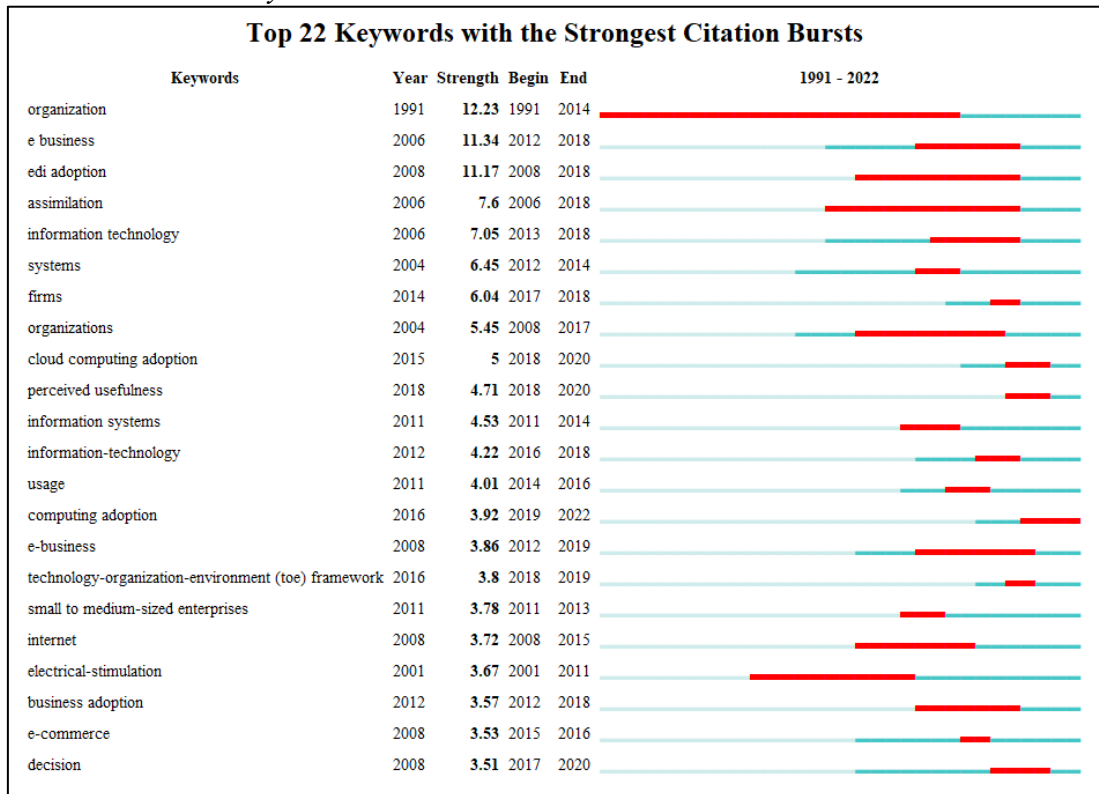 Top 22 Keywords with the Strongest Citation Bursts
Keywords Year Strength Begin End 1991 - 2022
organization 1991 12.23 1991 2014
e business 2006 11.34 2012 2018
edi adoption 2008 11.17 2008 2018
assimilation 2006 7.6 2006 2018
information technology 2006 7.05 2013 2018
systems 2004 6.45 2012 2014
firms 2014 6.04 2017 2018
organizations 2004 5.45 2008 2017
cloud computing adoption 2015 5 2018 2020
perceived usefulness 2018 4.71 2018 2020
information systems 2011 4.53 2011 2014
information-technology 2012 4.22 2016 2018
usage 2011 4.01 2014 2016
computing adoption 2016 3.92 2019 2022
e-business 2008 3.86 2012 2019
technology-organization-environment (toe) framework 2016 3.8 2018 2019
small to medium-sized enterprises 2011 3.78 2011 2013
internet 2008 3.72 2008 2015
electrical-stimulation 2001 3.67 2001 2011
business adoption 2012 3.57 2012 2018
e-commerce 2008 3.53 2015 2016
decision 2008 3.51 2017 2020